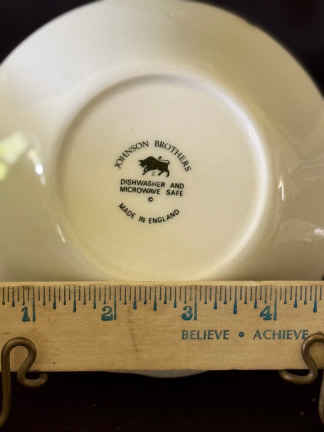 JOHNSON BROTHERS
DISHWASHER AND
MICROWAVE SAFE
©
MADE IN ENGLAND
1 2 3 4
BELIEVE • ACHIEVE